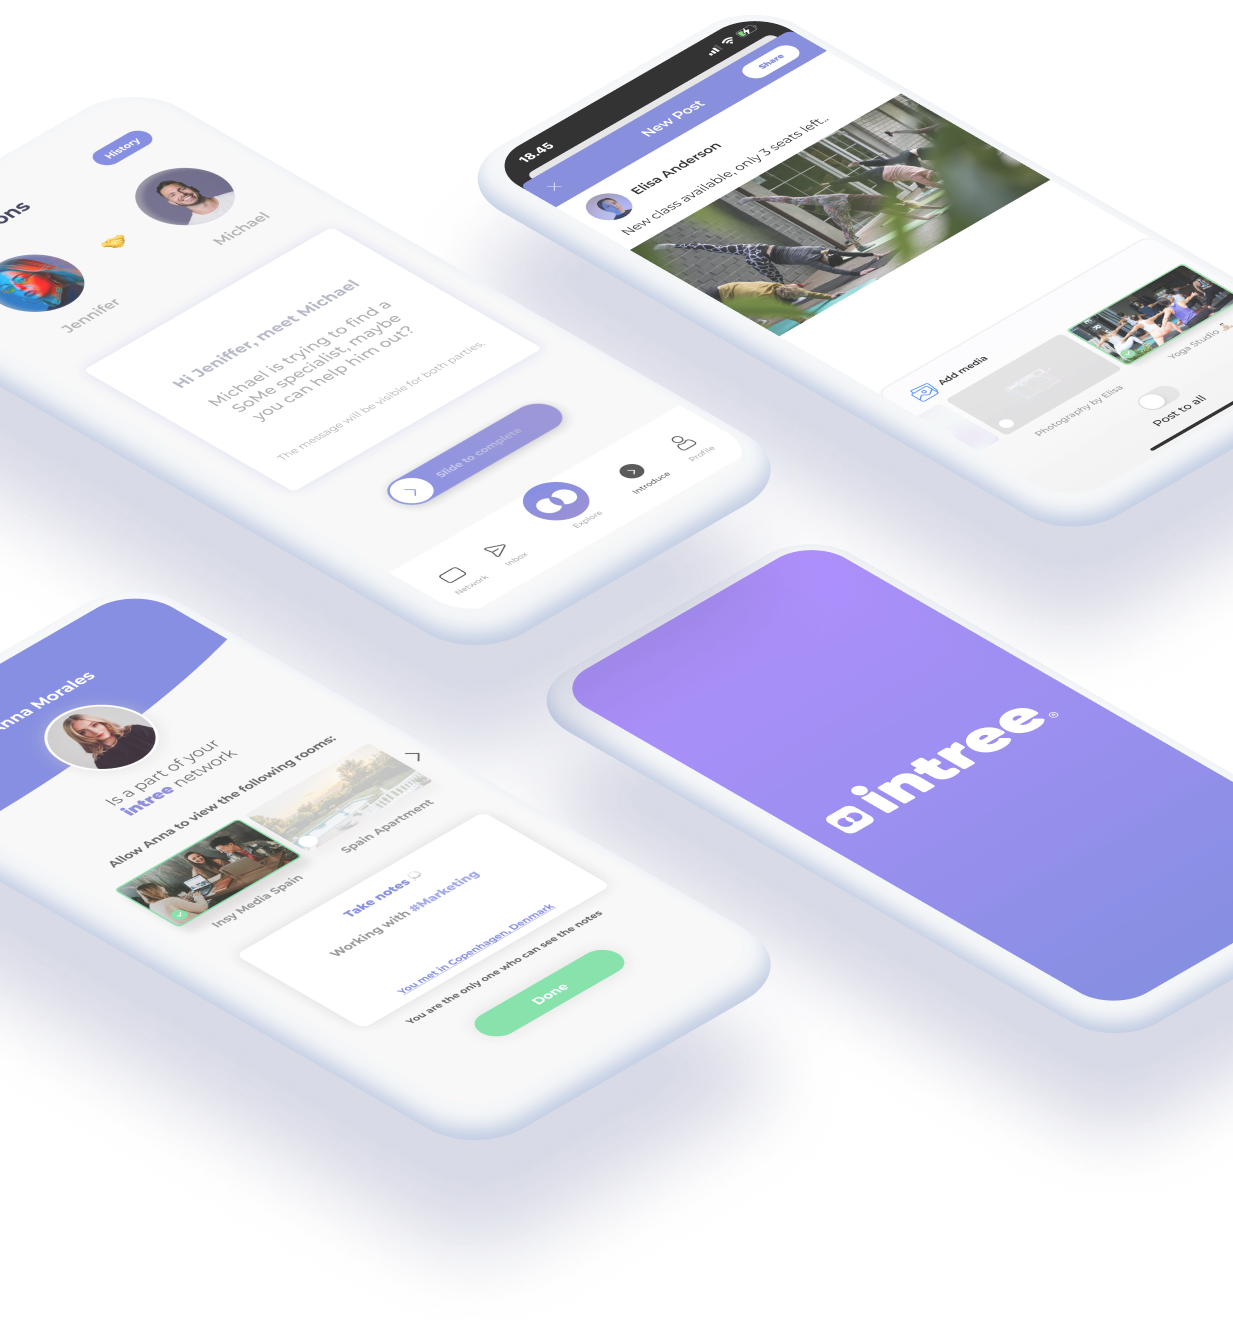 History
ons
Michael
Jennifer
Hi Jeniffer, meet Michael
Michael is trying to find a
SoMe specialist, maybe
you can help him out?
The message will be visible for both parties.
Slide to complete
Network
Inbox
Explore
Introduce
Profile
18.45
New Post
Share
Elisa Anderson
New class available, only 3 seats left...
Add media
Photography by Elisa
Yoga Studio
Post to all
Anna Morales
Is a part of your
intree network
Allow Anna to view the following rooms:
Insy Media Spain
Spain Apartment
Take notes
Working with #Marketing
You met in Copenhagen, Denmark
You are the only one who can see the notes
Done
intree®